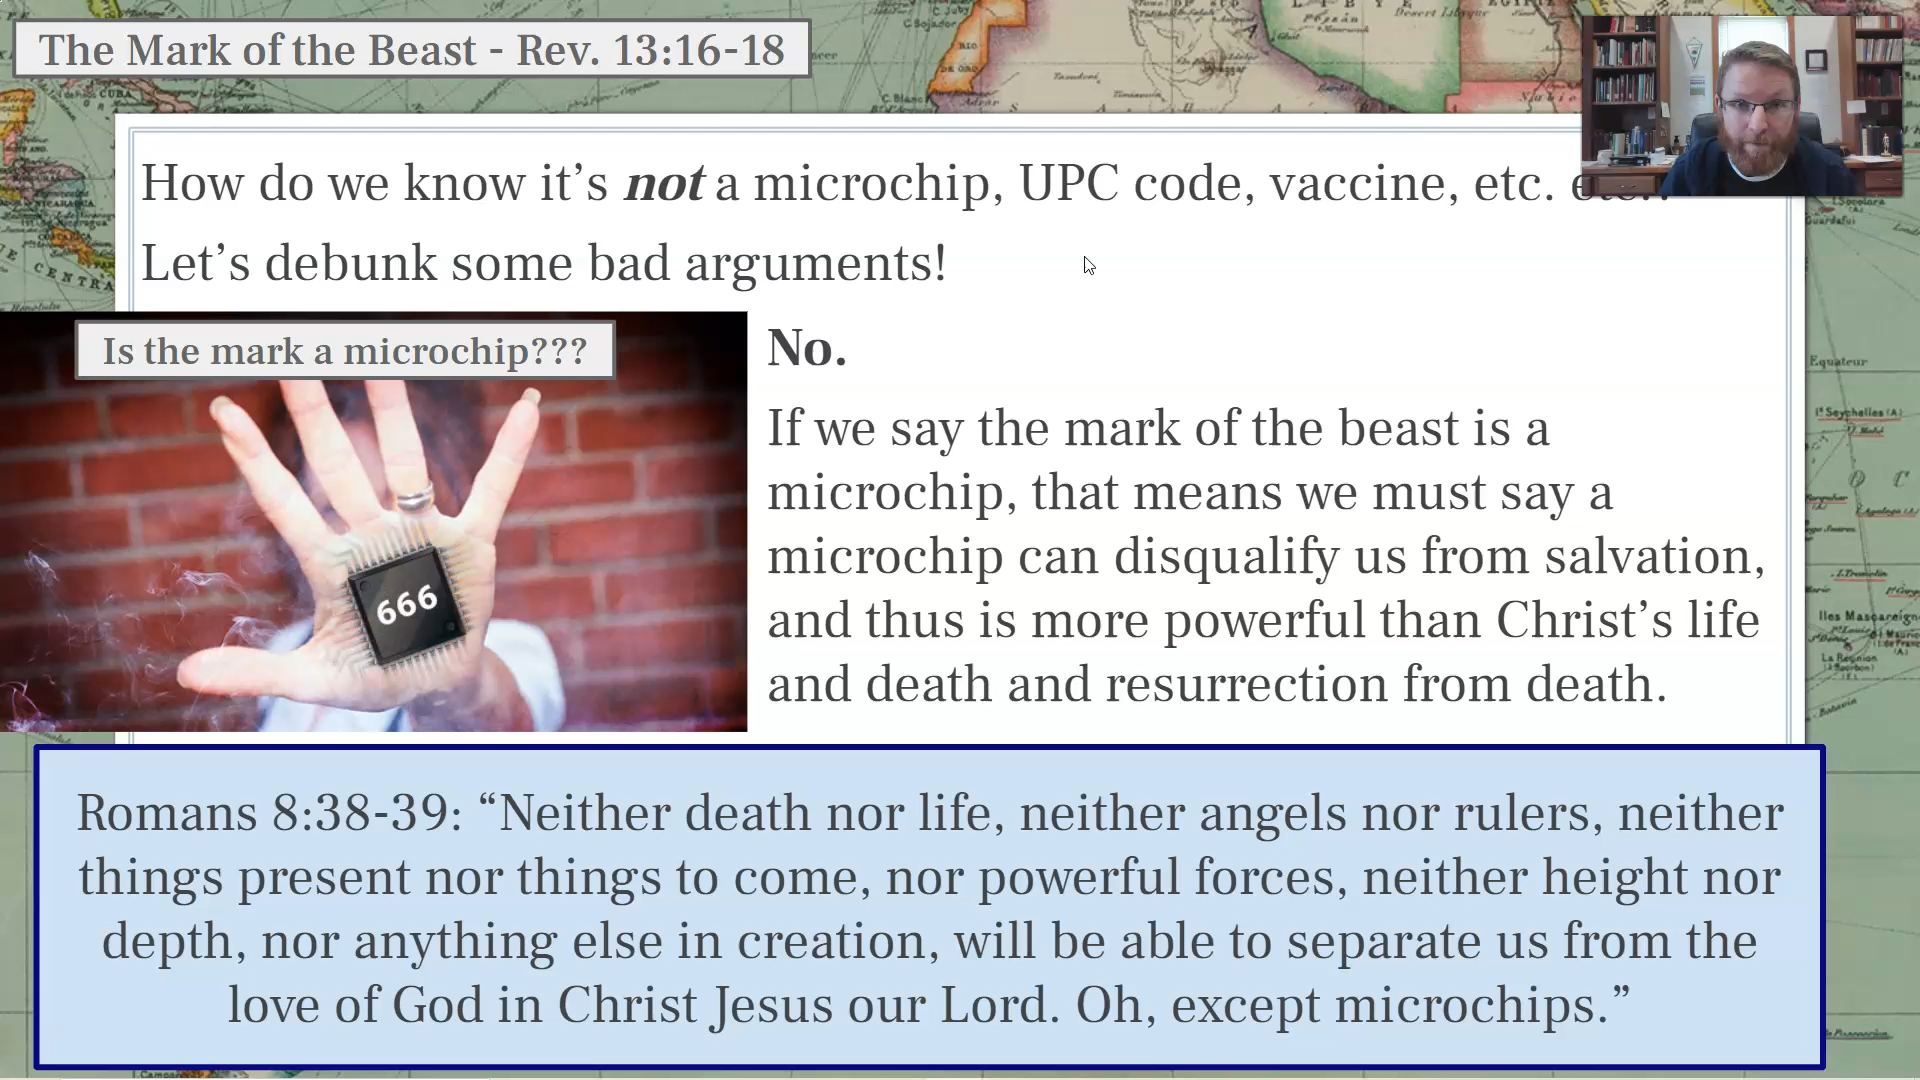 The Mark of the Beast - Rev. 13:16-18
How do we know it’s not a microchip, UPC code, vaccine, etc. etc.?
Let’s debunk some bad arguments!
Is the mark a microchip???
666
No.
If we say the mark of the beast is a
microchip, that means we must say a
microchip can disqualify us from salvation,
and thus is more powerful than Christ’s life
and death and resurrection from death.
Romans 8:38-39: “Neither death nor life, neither angels nor rulers, neither
things present nor things to come, nor powerful forces, neither height nor
depth, nor anything else in creation, will be able to separate us from the
love of God in Christ Jesus our Lord. Oh, except microchips.”
CUBA
Equateur